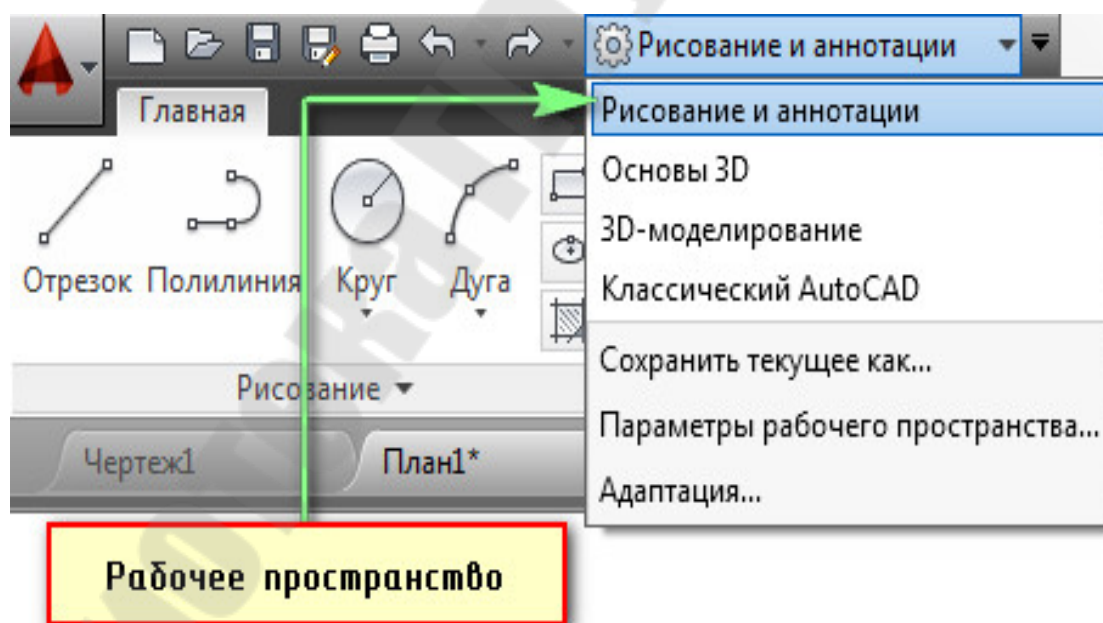 Рисование и аннотации
Главная
Рисование и аннотации
Основы 3D
3D-моделирование
Классический AutoCAD
Отрезок Полилиния Круг Дуга
Сохранить текущее как...
Рисование
Параметры рабочего пространства...
Чертеж1 План1*
Адаптация...
Рабочее пространство